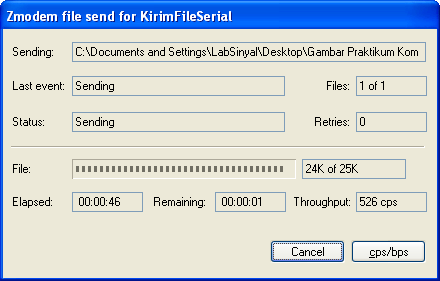 Zmodem file send for KirimFileSerial
Sending: C:\Documents and Settings\LabSinyal\Desktop\Gambar Praktikum Kom
Last event: Sending Files: 1 of 1
Status: Sending Retries: 0
File: 24K of 25K
Elapsed: 00:00:46 Remaining: 00:00:01 Throughput: 526 cps
Cancel cps/bps